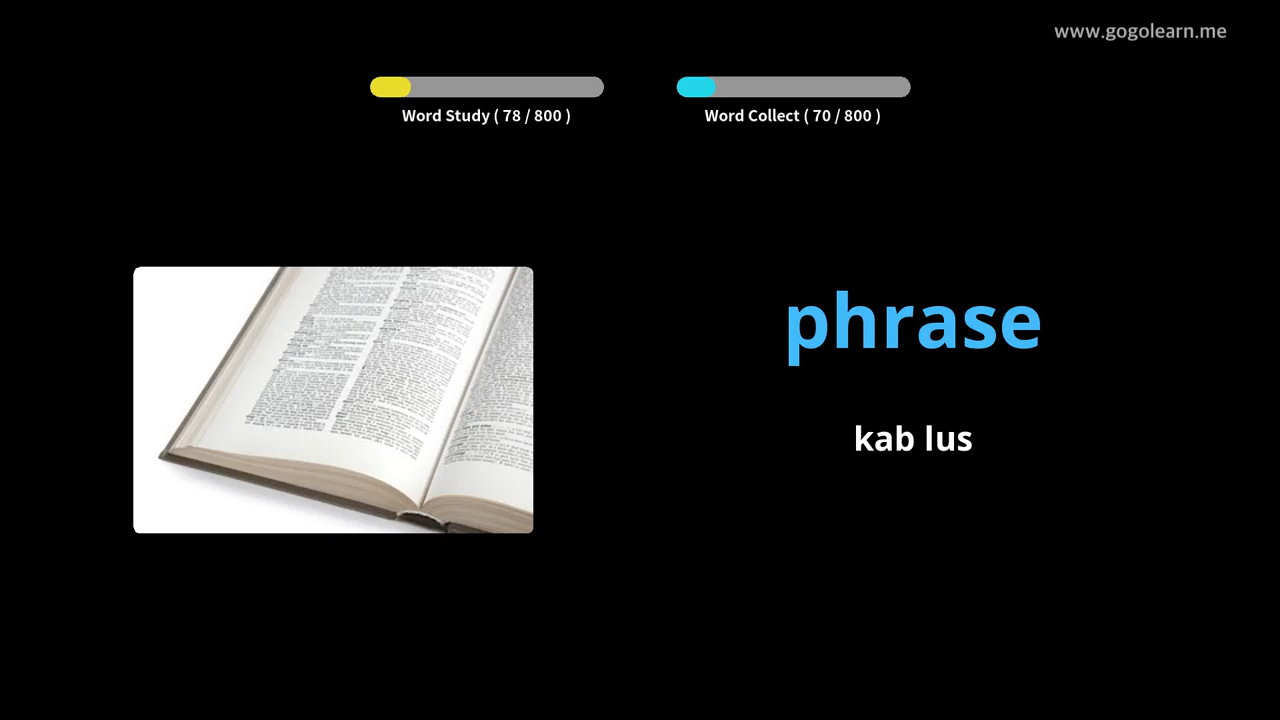 www.gogolearn.me
Word Study ( 78 / 800 )
Word Collect ( 70 / 800 )
phrase
kab lus